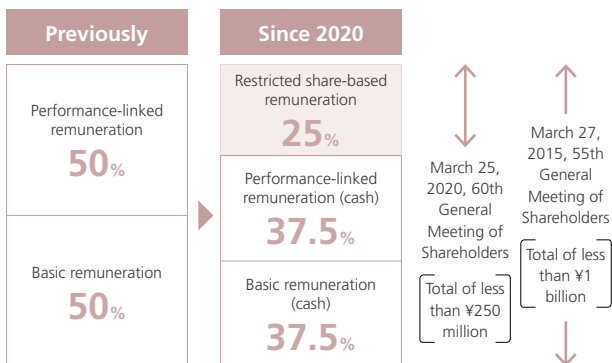 Previously
Performance-linked
remuneration
50%
Basic remuneration
50%
Since 2020
Restricted share-based
remuneration
25%
Performance-linked
remuneration (cash)
37.5%
Basic remuneration
(cash)
37.5%
March 25,
2020, 60th
General
Meeting of
Shareholders
Total of less
than ¥250
million
March 27,
2015, 55th
General
Meeting of
Shareholders
Total of less
than ¥1
billion